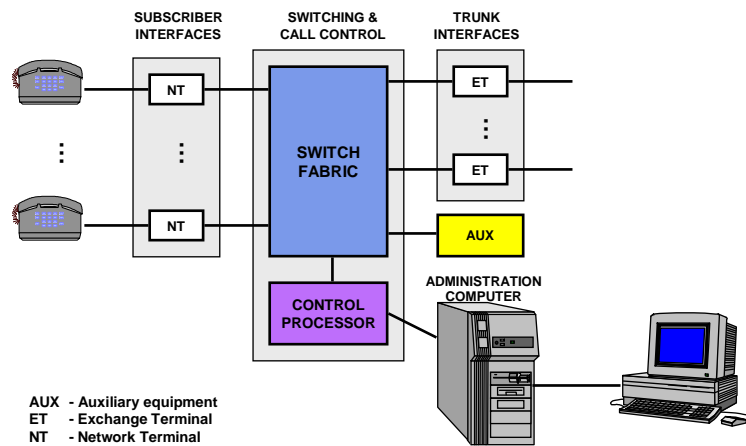 SUBSCRIBER
INTERFACES
SWITCHING &
CALL CONTROL
TRUNK
INTERFACES
NT
ET
SWITCH
FABRIC
ET
NT
AUX
CONTROL
PROCESSOR
ADMINISTRATION
COMPUTER
AUX - Auxiliary equipment
ET - Exchange Terminal
NT - Network Terminal